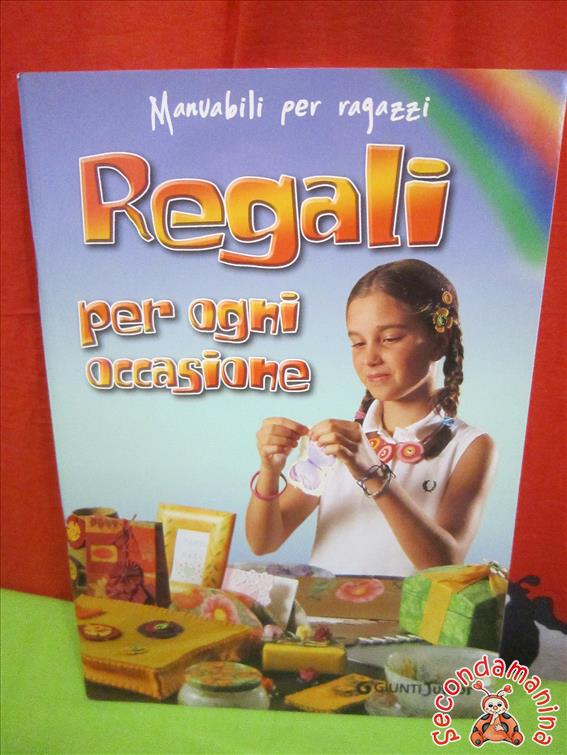 Manuabili per ragazzi
Regali
per ogni
occasione
GIUNTI Junior
Secondamanina